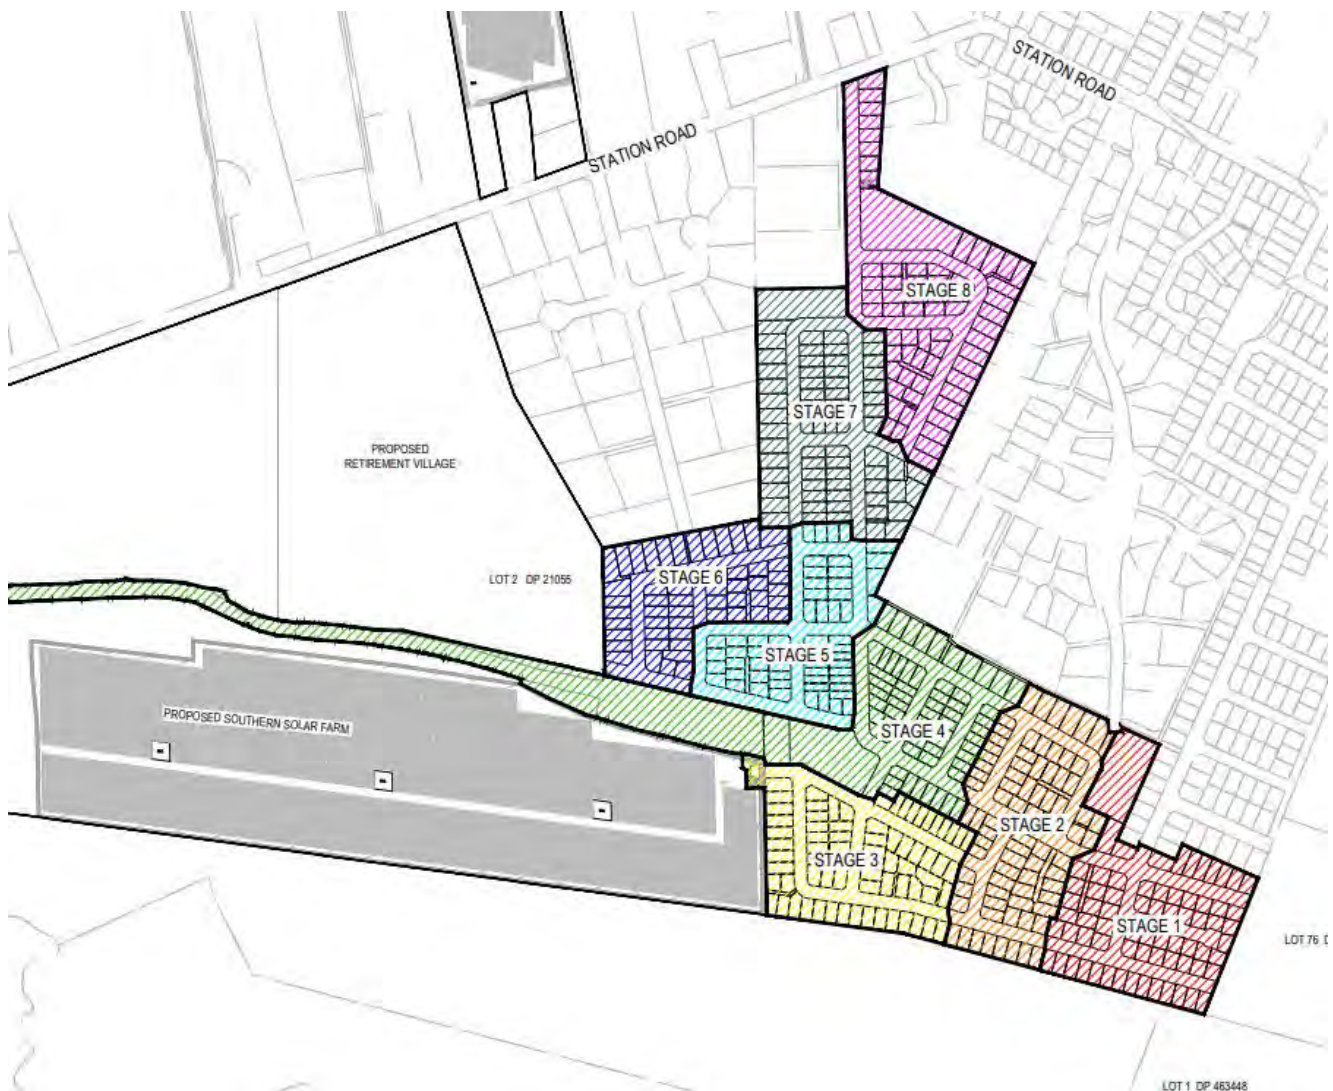 STATION ROAD
STATION ROAD
STAGE 8
STAGE 7
PROPOSED
RETIREMENT VILLAGE
LOT 2 DP 21055
STAGE 6
STAGE 5
PROPOSED SOUTHERN SOLAR FARM
STAGE 4
STAGE 2
STAGE 3
STAGE 1
LOT 76 D
LOT 1 DP 463448